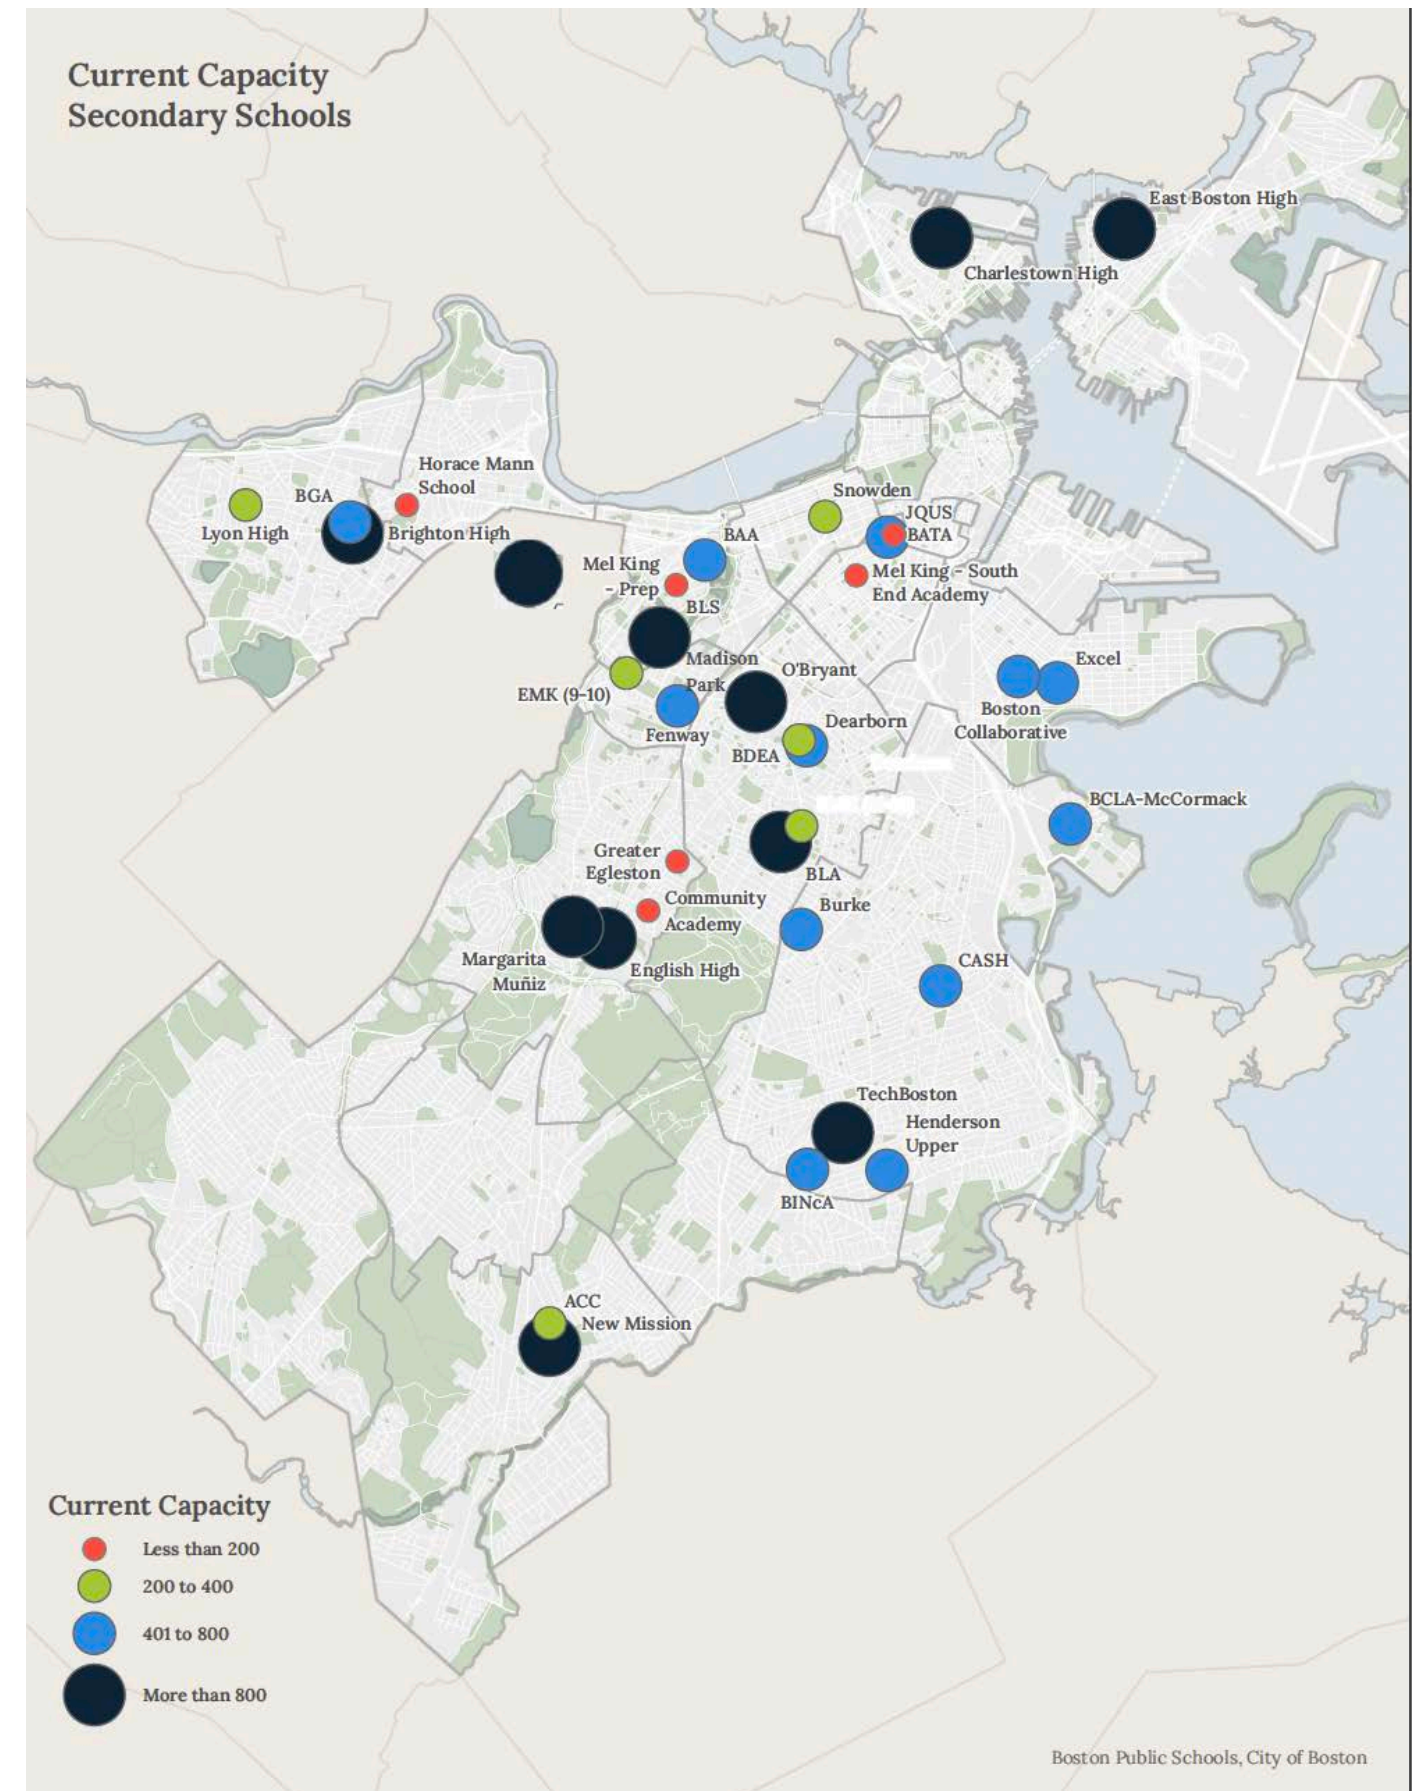 Current Capacity
Secondary Schools
East Boston High
Charlestown High
Horace Mann
School
BGA
Lyon High
Brighton High
Snowden
JQUS
BATA
BAA
Mel King
- Prep
Mel King - South
End Academy
BLS
Madison
Park
O'Bryant
Excel
EMK (9-10)
Boston
Collaborative
Fenway
Dearborn
BDEA
BCLA-McCormack
Greater
Egleston
BLA
Community
Academy
Burke
Margarita
Muñiz
English High
CASH
TechBoston
Henderson
Upper
BINcA
ACC
New Mission
Current Capacity
Less than 200
200 to 400
401 to 800
More than 800
Boston Public Schools, City of Boston